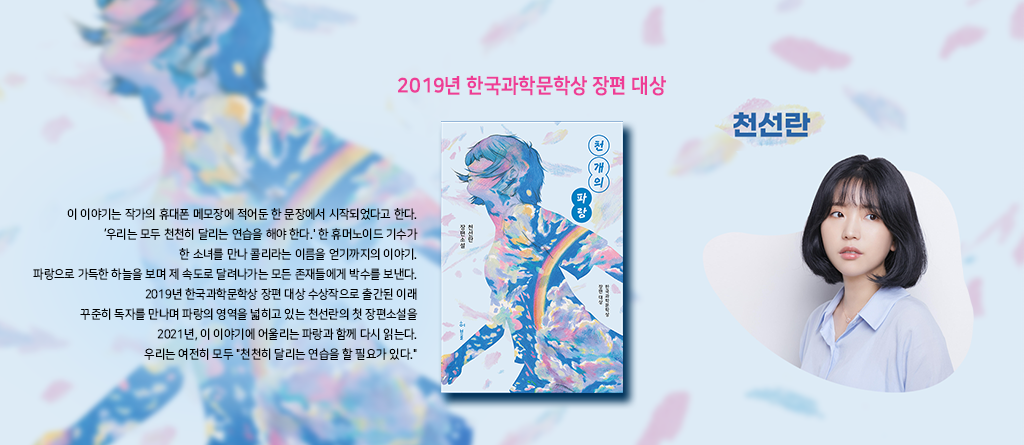 2019년 한국과학문학상 장편 대상
천선란
이 이야기는 작가의 휴대폰 메모장에 적어둔 한 문장에서 시작되었다고 한다.
'우리는 모두 천천히 달리는 연습을 해야 한다.' 한 휴머노이드 기수가
한 소녀를 만나 콜리라는 이름을 얻기까지의 이야기.
파랑으로 가득한 하늘을 보며 제 속도로 달려나가는 모든 존재들에게 박수를 보낸다.
2019년 한국과학문학상 장편 대상 수상작으로 출간된 이래
꾸준히 독자를 만나며 파랑의 영역을 넓히고 있는 천선란의 첫 장편소설을
2021년, 이 이야기에 어울리는 파랑과 함께 다시 읽는다.
우리는 여전히 모두 "천천히 달리는 연습을 할 필요가 있다."
천 개의 파랑
천선란
장편소설
한국과학문학상
장편 대상